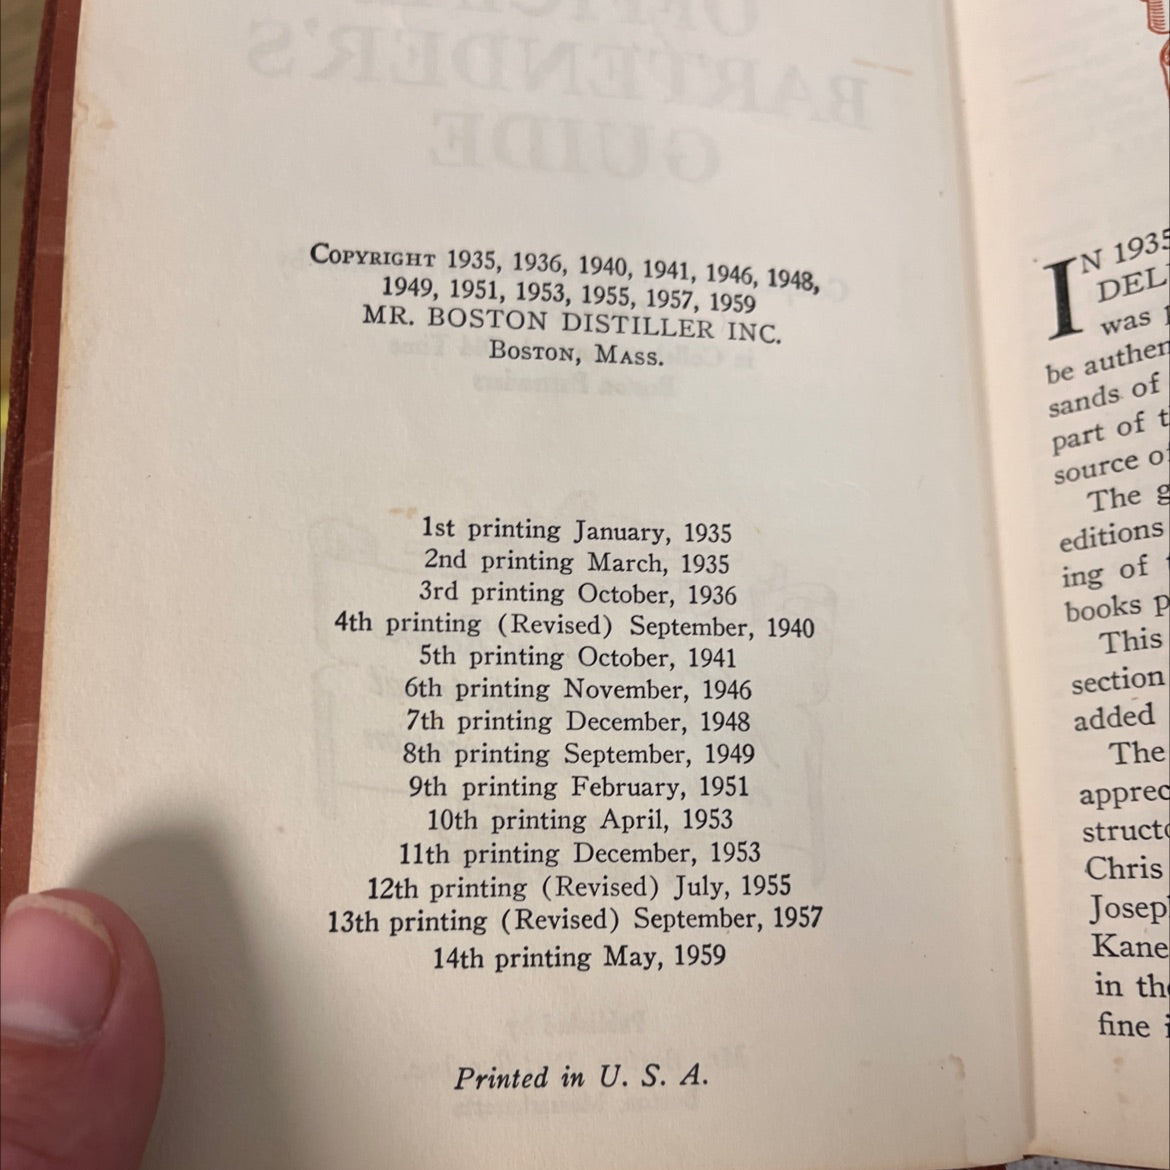 COPYRIGHT 1935, 1936, 1940, 1941, 1946, 1948,
1949, 1951, 1953, 1955, 1957, 1959
MR. BOSTON DISTILLER INC.
BOSTON, MASS.
1st printing January, 1935
2nd printing March, 1935
3rd printing October, 1936
4th printing (Revised) September, 1940
5th printing October, 1941
6th printing November, 1946
7th printing December, 1948
8th printing September, 1949
9th printing February, 1951
10th printing April, 1953
11th printing December, 1953
12th printing (Revised) July, 1955
13th printing (Revised) September, 1957
14th printing May, 1959
Printed in U. S. A.
IN 1935
DEL
was
be authen
sands of
part of t
source of
The g
editions
ing of
books p
This
section
added
The
apprec
structo
Chris
Josep
Kane
in the
fine i